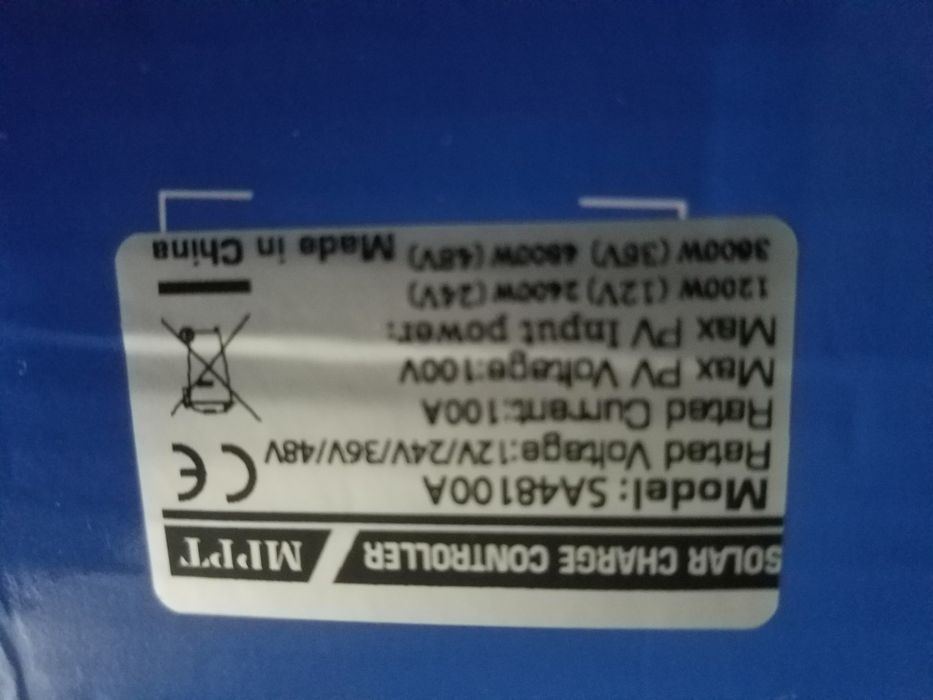 SOLAR CHARGE CONTROLLER MPPT
Model: SA48100A
Rated Voltage:12V/24V/36V/48V
Rated Current:100A
Max PV Voltage:100V
Max PV Input power:
1200W (12V) 2400W (24V)
3600W (36V) 4800W (48V) Made in China
CE